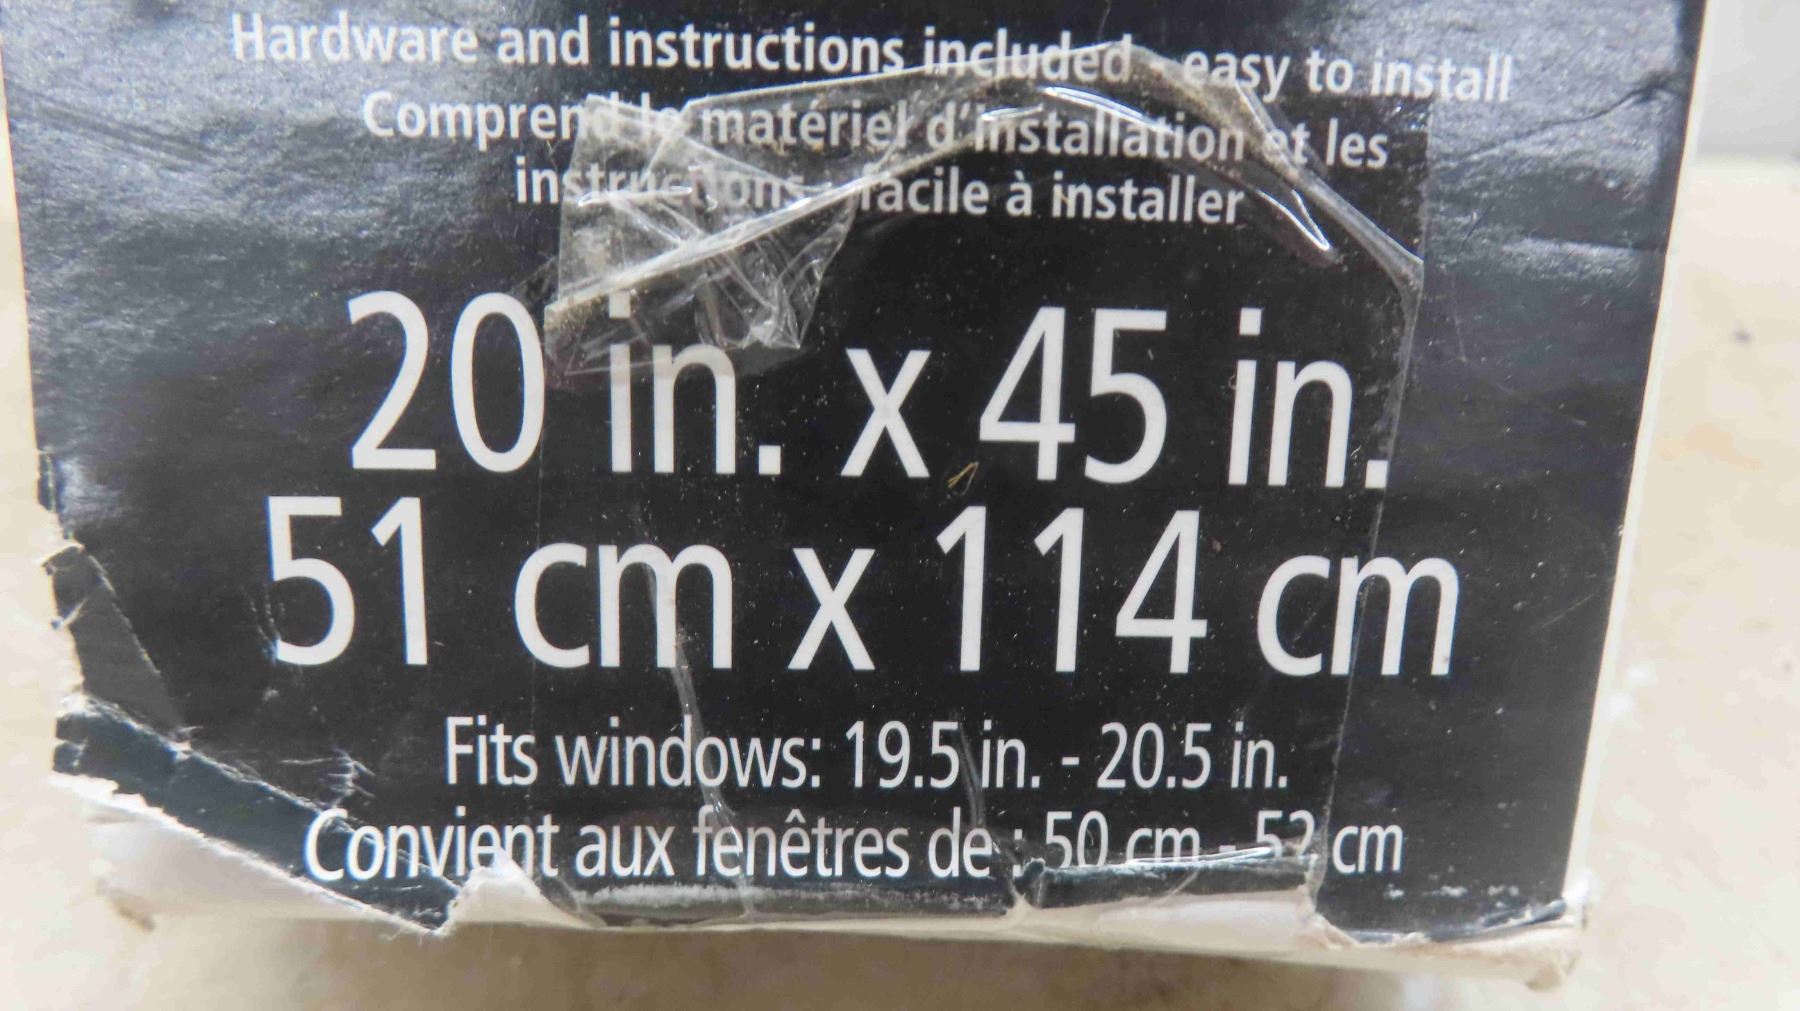 Hardware and instructions included - easy to install
Comprend le matériel d'installation et les
instructions - facile à installer
20 in. x 45 in.
51 cm x 114 cm
Fits windows: 19.5 in. - 20.5 in.
Convient aux fenêtres de : 50 cm - 52 cm